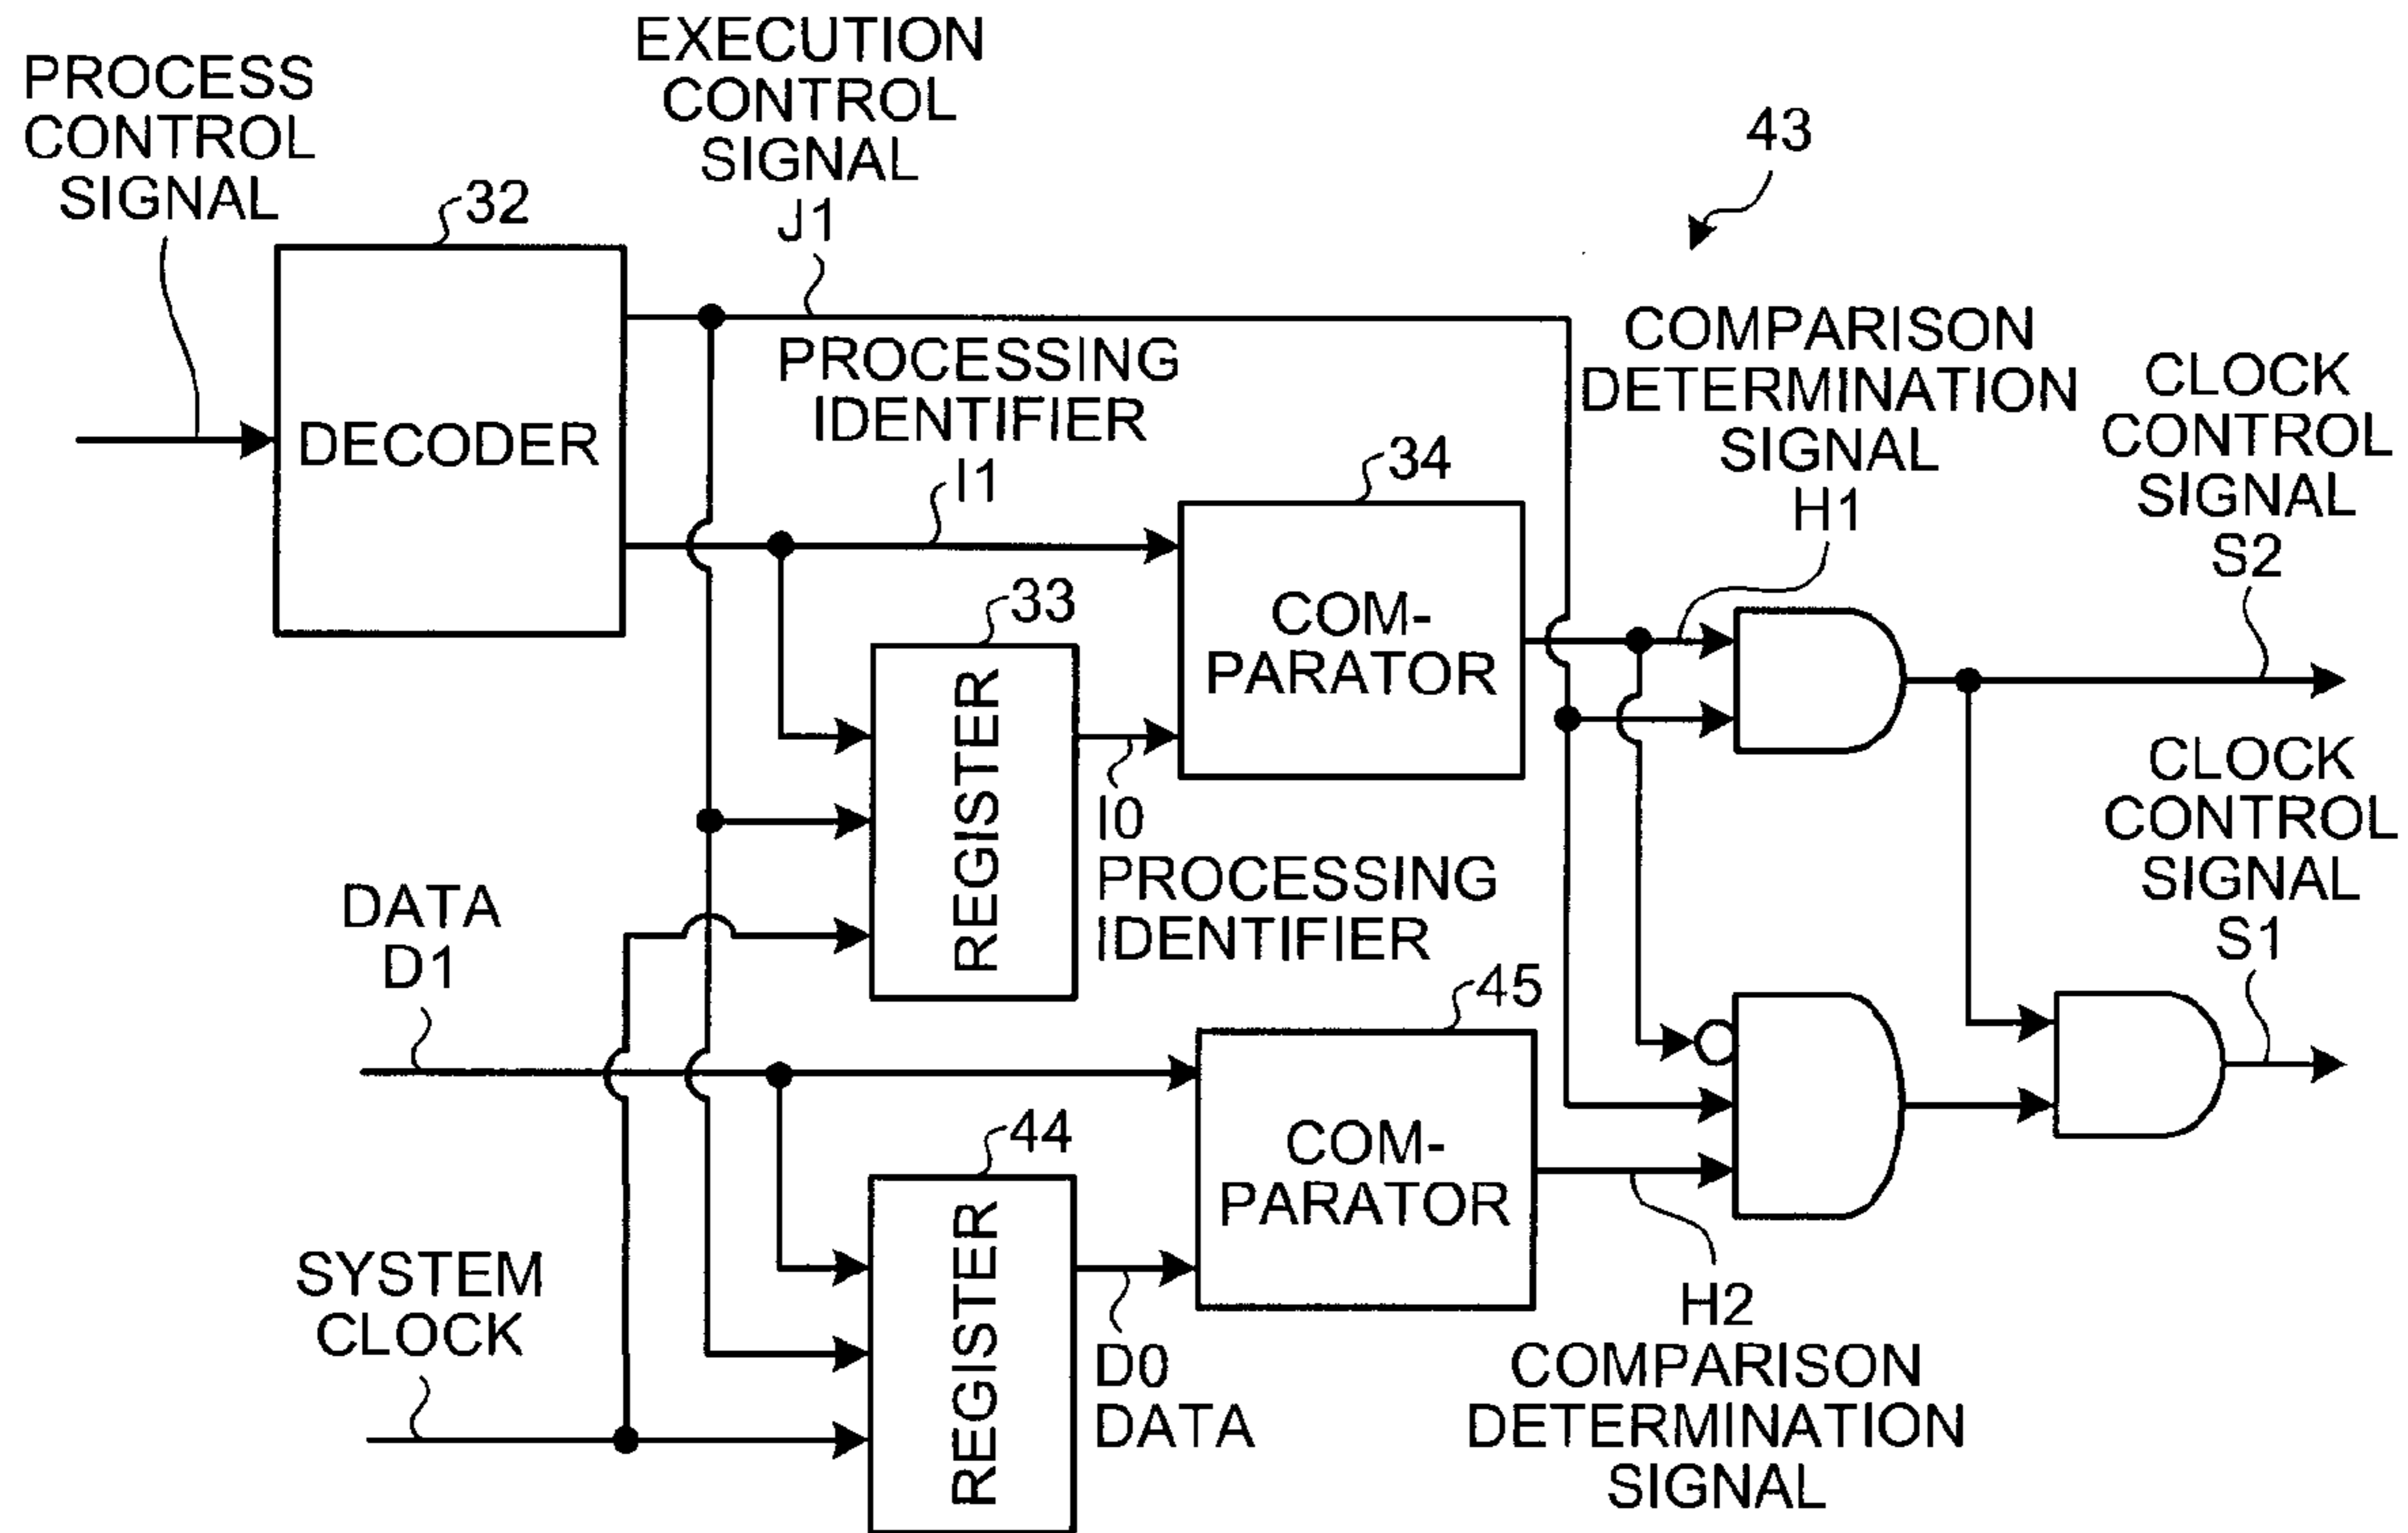 PROCESS
CONTROL
SIGNAL
EXECUTION
CONTROL
SIGNAL
J1
43
32
DECODER
PROCESSING
IDENTIFIER
I1
COMPARISON
DETERMINATION
SIGNAL
H1
CLOCK
CONTROL
SIGNAL
S2
34
COM-
PARATOR
33
REGISTER
I0
PROCESSING
IDENTIFIER
CLOCK
CONTROL
SIGNAL
S1
DATA
D1
45
COM-
PARATOR
44
REGISTER
D0
DATA
SYSTEM
CLOCK
H2
COMPARISON
DETERMINATION
SIGNAL